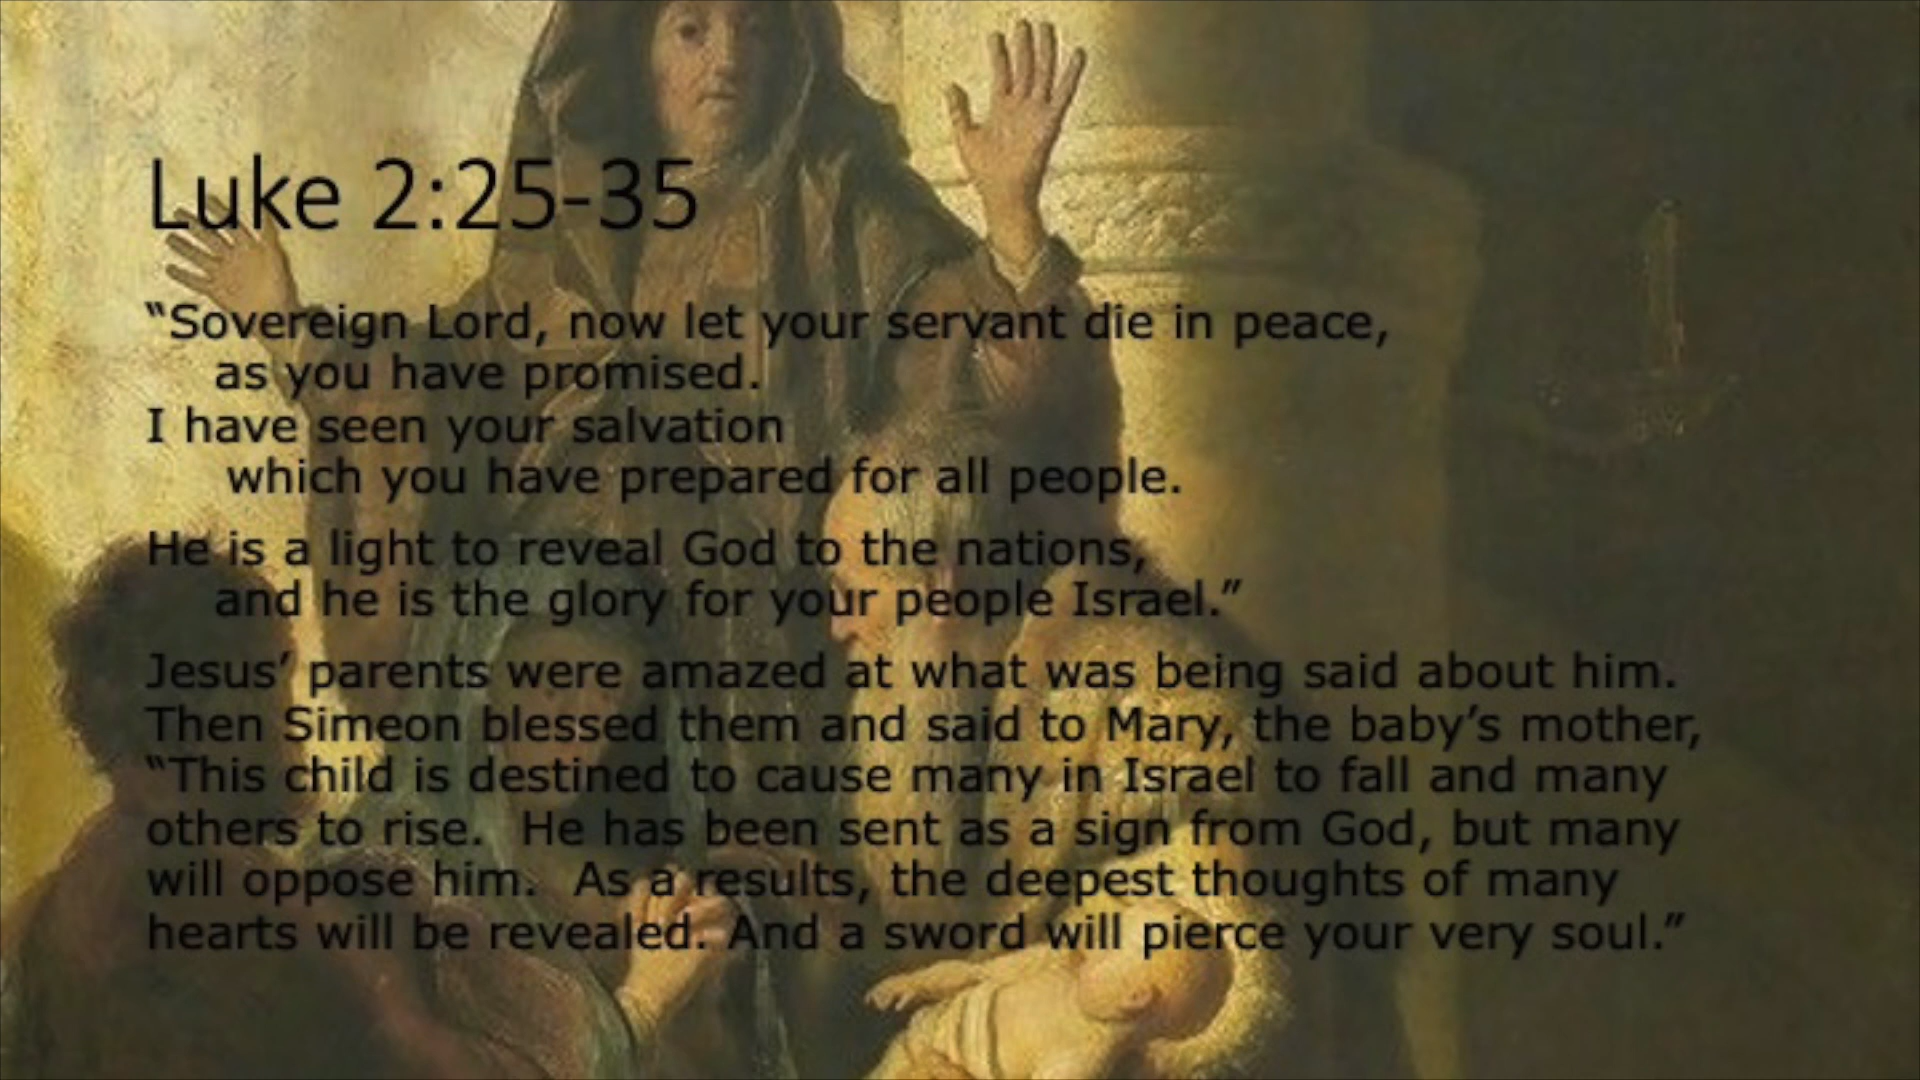 Luke 2:25-35
“Sovereign Lord, now let your servant die in peace,
as you have promised.
I have seen your salvation
which you have prepared for all people.
He is a light to reveal God to the nations,
and he is the glory for your people Israel.”
Jesus’ parents were amazed at what was being said about him.
Then Simeon blessed them and said to Mary, the baby’s mother,
“This child is destined to cause many in Israel to fall and many
others to rise.  He has been sent as a sign from God, but many
will oppose him.  As a results, the deepest thoughts of many
hearts will be revealed. And a sword will pierce your very soul.”